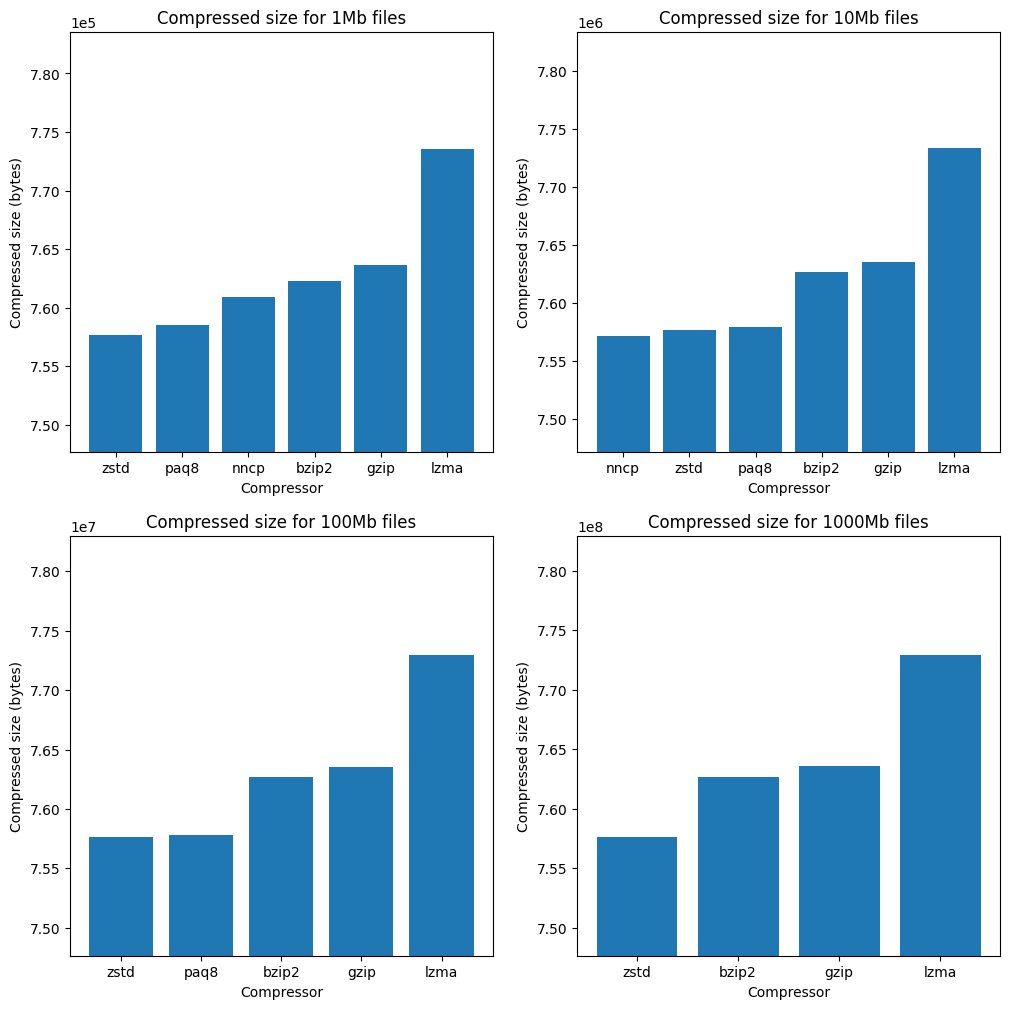 Compressed size for 1Mb files
1e5
7.80
7.75
7.70
7.65
7.60
7.55
7.50
Compressed size (bytes)
zstd paq8 nncp bzip2 gzip lzma
Compressor
Compressed size for 10Mb files
1e6
7.80
7.75
7.70
7.65
7.60
7.55
7.50
Compressed size (bytes)
nncp zstd paq8 bzip2 gzip lzma
Compressor
Compressed size for 100Mb files
1e7
7.80
7.75
7.70
7.65
7.60
7.55
7.50
Compressed size (bytes)
zstd paq8 bzip2 gzip lzma
Compressor
Compressed size for 1000Mb files
1e8
7.80
7.75
7.70
7.65
7.60
7.55
7.50
Compressed size (bytes)
zstd bzip2 gzip lzma
Compressor